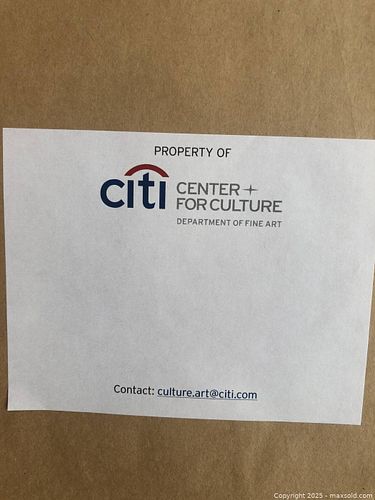 PROPERTY OF
citi CENTER +
FOR CULTURE
DEPARTMENT OF FINE ART
Contact: culture.art@citi.com
Copyright 2025 - maxsold.com